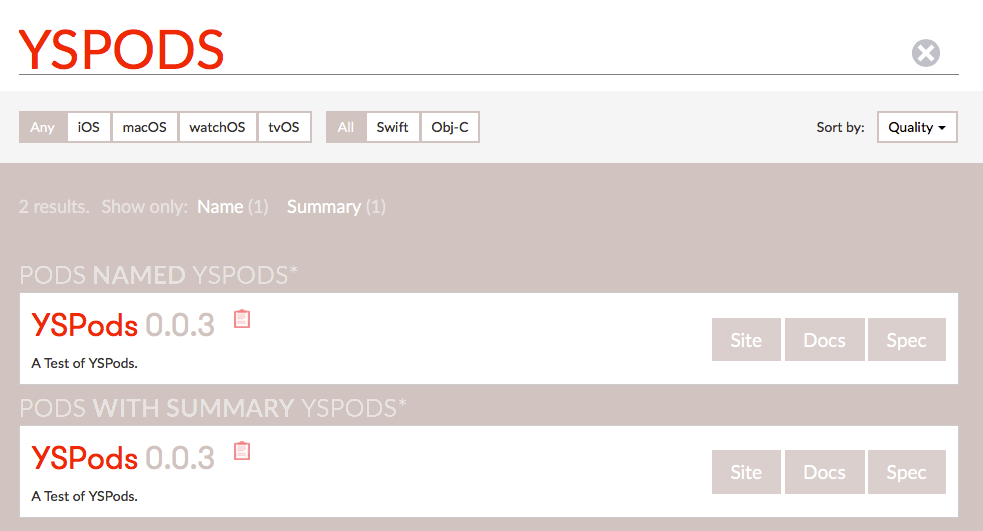 YSPODS
Any iOS macOS watchOS tvOS All Swift Obj-C Sort by: Quality
2 results. Show only: Name (1) Summary (1)
PODS NAMED YSPODS*
YSPods 0.0.3
Site Docs Spec
A Test of YSPods.
PODS WITH SUMMARY YSPODS*
YSPods 0.0.3
Site Docs Spec
A Test of YSPods.